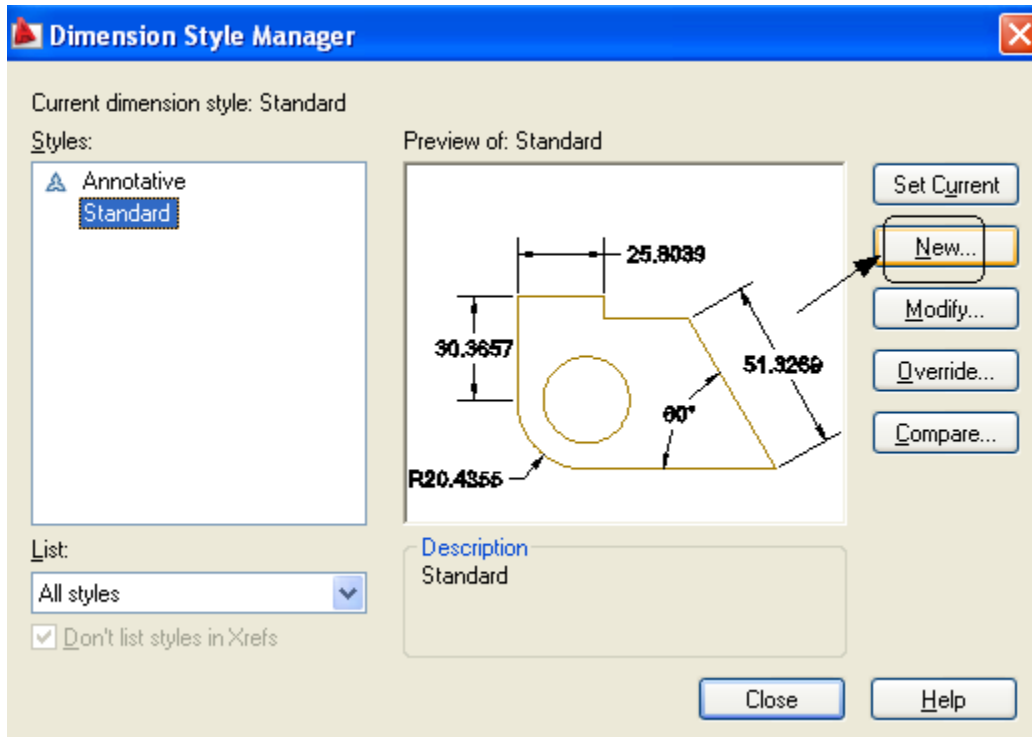 Dimension Style Manager
Current dimension style: Standard
Styles:
Annotative
Standard
Preview of: Standard
25.8039
30.3657
51.3269
60°
R20.4355
Set Current
New...
Modify...
Override...
Compare...
List:
All styles
Don't list styles in Xrefs
Description
Standard
Close
Help